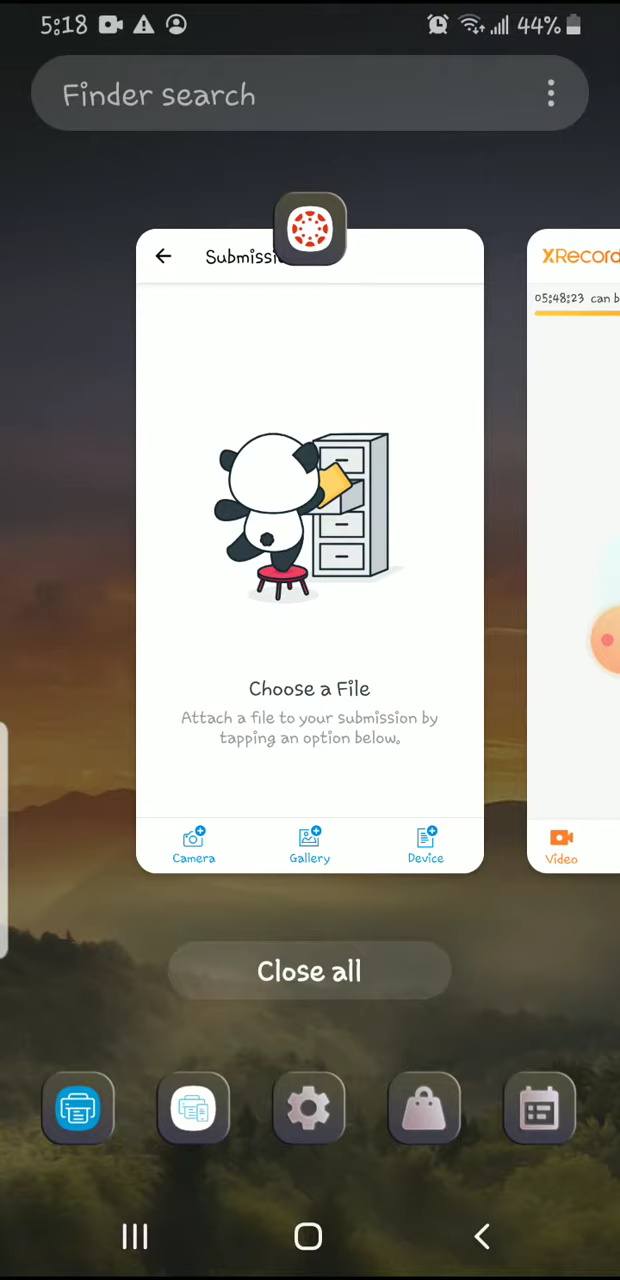 5:18
44%
Finder search
Submissi
XRecord
05:48:23 can b
Choose a File
Attach a file to your submission by
tapping an option below.
Camera
Gallery
Device
Video
Close all